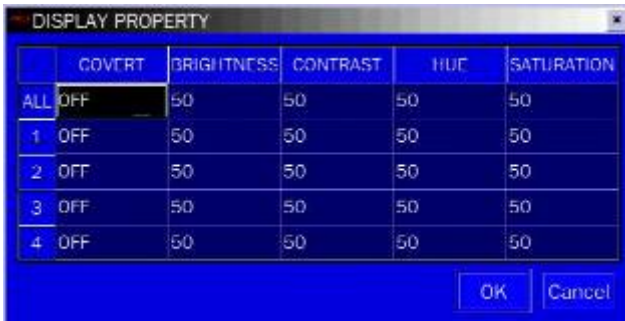 DISPLAY PROPERTY
COVERT BRIGHTNESS CONTRAST HUE SATURATION
ALL OFF 50 50 50 50
1 OFF 50 50 50 50
2 OFF 50 50 50 50
3 OFF 50 50 50 50
4 OFF 50 50 50 50
OK Cancel